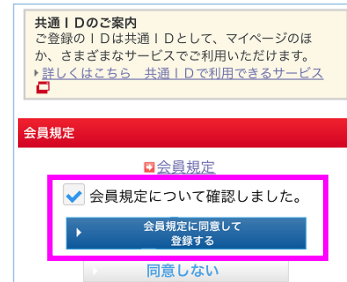 共通IDのご案内
ご登録のIDは共通IDとして、マイページのほ
か、さまざまなサービスでご利用いただけます。
詳しくはこちら　共通IDで利用できるサービス
会員規定
会員規定
会員規定について確認しました。
会員規定に同意して
登録する
同意しない